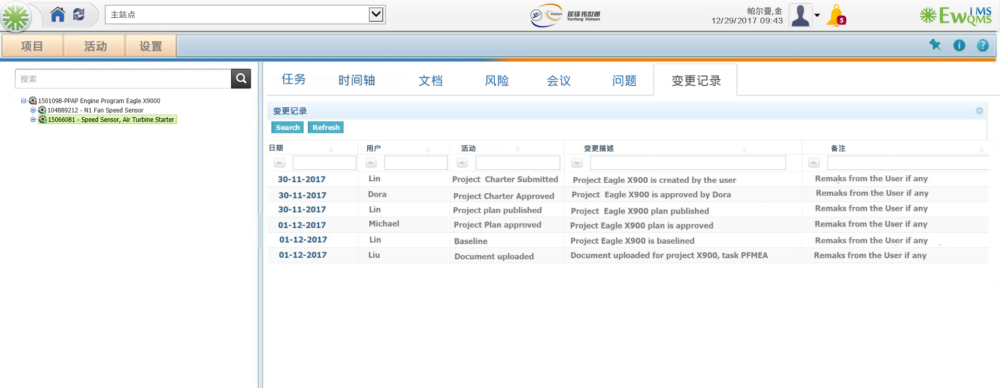 主站点
Visteon
延锋伟世通
Yanfeng Visteon
帕尔曼,金
12/29/2017 09:43
5
EwIMS
QMS
项目 活动 设置
搜索
1501098-PPAP Engine Program Eagle X9000
104889212 - N1 Fan Speed Sensor
15066081 - Speed Sensor, Air Turbine Starter
任务 时间轴 文档 风险 会议 问题 变更记录
变更记录
Search Refresh
日期 用户 活动 变更描述 备注
~ ~ ~ ~ ~
30-11-2017 Lin Project Charter Submitted Project Eagle X900 is created by the user Remaks from the User if any
30-11-2017 Dora Project Charter Approved Project Eagle X900 is approved by Dora Remaks from the User if any
30-11-2017 Lin Project plan published Project Eagle X900 plan published Remaks from the User if any
01-12-2017 Michael Project Plan approved Project Eagle X900 plan is approved Remaks from the User if any
01-12-2017 Lin Baseline Project Eagle X900 is baselined Remaks from the User if any
01-12-2017 Liu Document uploaded Document uploaded for project X900, task PFMEA Remaks from the User if any